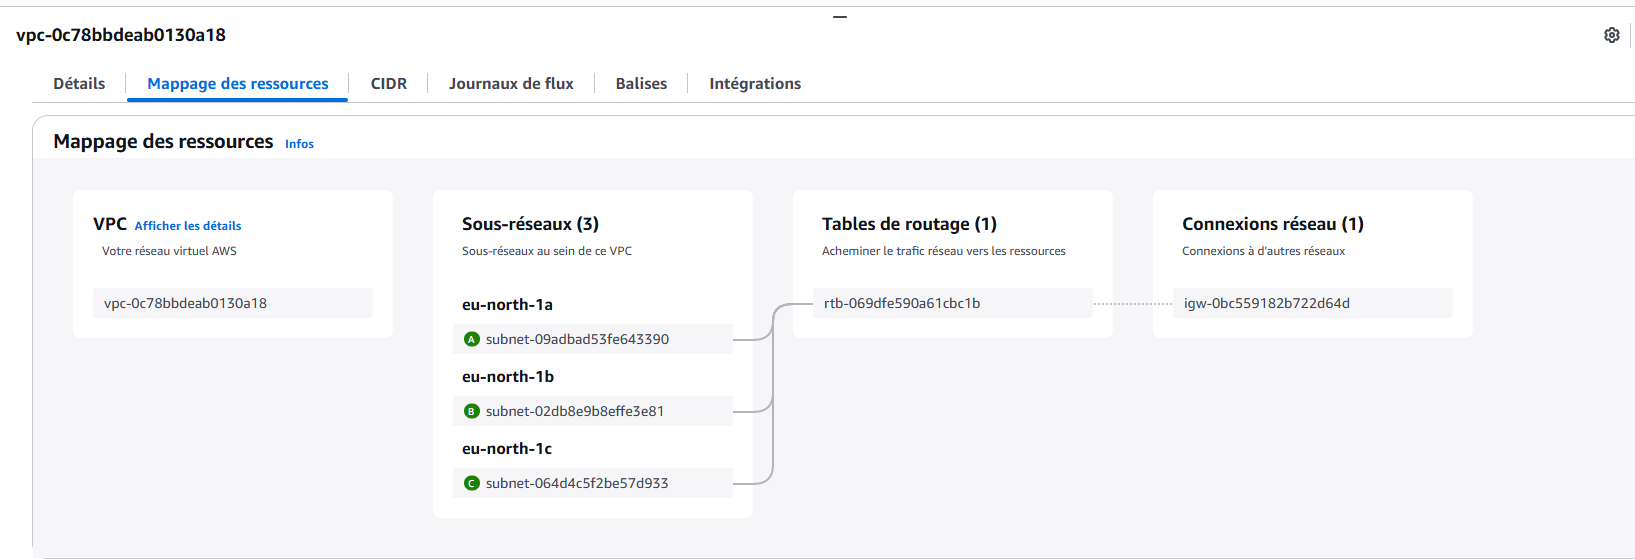 vpc-0c78bbdeab0130a18
Détails
Mappage des ressources
CIDR
Journaux de flux
Balises
Intégrations
Mappage des ressources Infos
VPC Afficher les détails
Votre réseau virtuel AWS
vpc-0c78bbdeab0130a18
Sous-réseaux (3)
Sous-réseaux au sein de ce VPC
eu-north-1a
A subnet-09adbad53fe643390
eu-north-1b
B subnet-02db8e9b8effe3e81
eu-north-1c
C subnet-064d4c5f2be57d933
Tables de routage (1)
Acheminer le trafic réseau vers les ressources
rtb-069dfe590a61cbc1b
Connexions réseau (1)
Connexions à d'autres réseaux
igw-0bc559182b722d64d